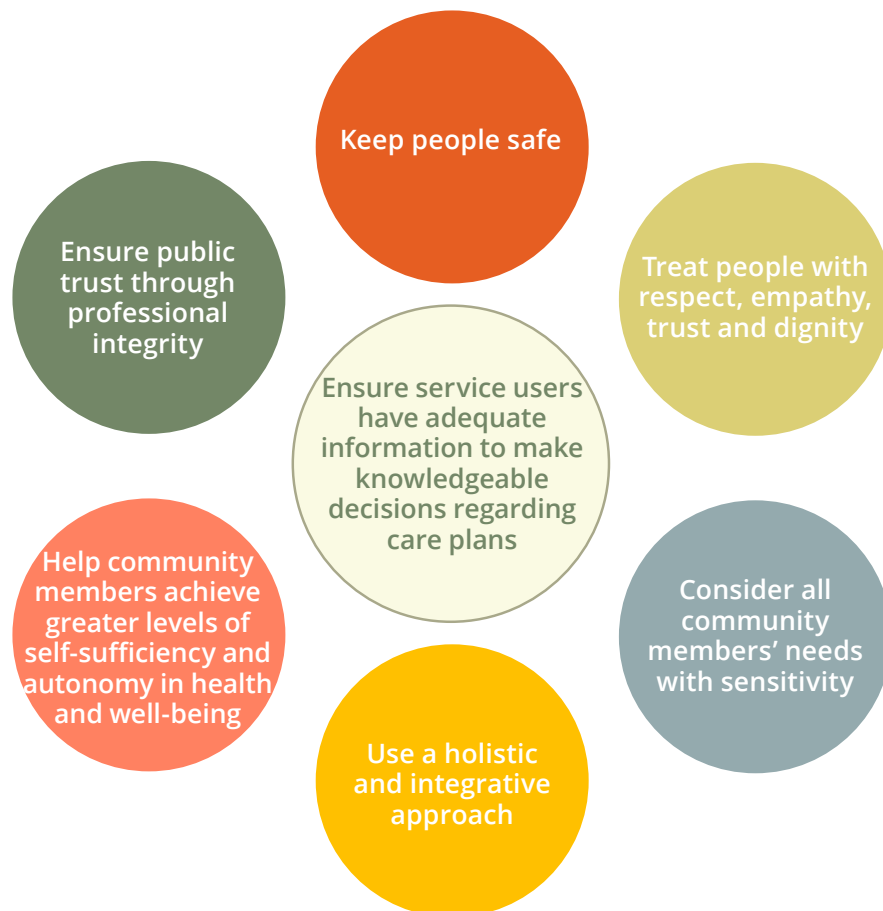 Keep people safe
Ensure public
trust through
professional
integrity
Treat people with
respect, empathy,
trust and dignity
Ensure service users
have adequate
information to make
knowledgeable
decisions regarding
care plans
Help community
members achieve
greater levels of
self-sufficiency and
autonomy in health
and well-being
Consider all
community
members’ needs
with sensitivity
Use a holistic
and integrative
approach